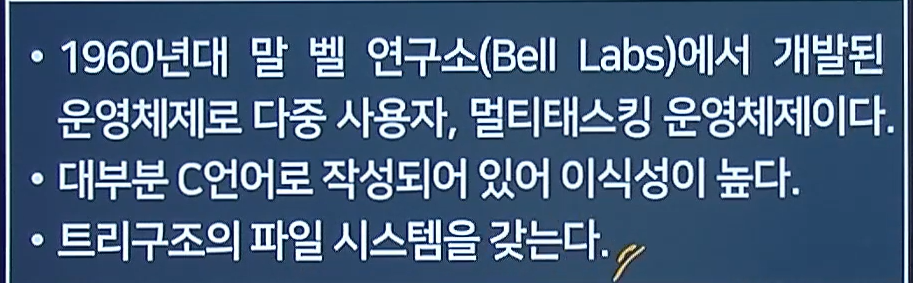 • 1960년대 말 벨 연구소(Bell Labs)에서 개발된
운영체제로 다중 사용자, 멀티태스킹 운영체제이다.
• 대부분 C언어로 작성되어 있어 이식성이 높다.
• 트리구조의 파일 시스템을 갖는다.